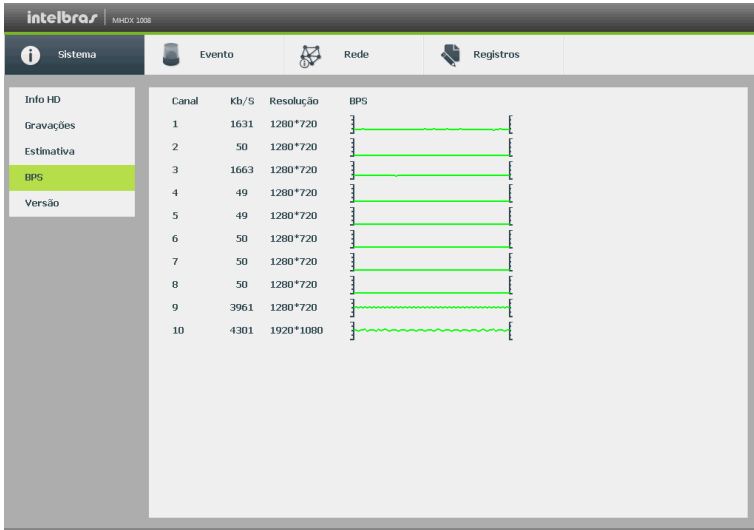 intelbras MHDX 1008
Sistema Evento Rede Registros
Info HD
Gravações
Estimativa
BPS
Versão
Canal Kb/S Resolução BPS
1 1631 1280*720
2 50 1280*720
3 1663 1280*720
4 49 1280*720
5 49 1280*720
6 50 1280*720
7 50 1280*720
8 50 1280*720
9 3961 1280*720
10 4301 1920*1080